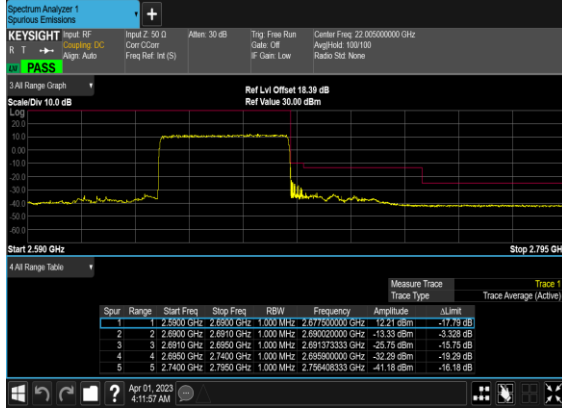 Spectrum Analyzer 1
Spurious Emissions
+
KEYSIGHT Input: RF Input Z: 50 Ω Atten: 30 dB Trig: Free Run Center Freq: 22.005000000 GHz
R T Coupling: DC Corr CCorr Gate: Off Avg|Hold: 100/100
Align: Auto Freq Ref: Int (S) IF Gain: Low Radio Std: None
PASS
3 All Range Graph
Ref Lvl Offset 18.39 dB
Scale/Div 10.0 dB Ref Value 30.00 dBm
Log
20.0
10.0
0.00
-10.0
-20.0
-30.0
-40.0
-50.0
-60.0
Start 2.590 GHz Stop 2.795 GH
4 All Range Table
Measure Trace Trace 1
Trace Type Trace Average (Active)
Spur Range Start Freq Stop Freq RBW Frequency Amplitude ΔLimit
1 1 2.5900 GHz 2.6900 GHz 1.000 MHz 2.677500000 GHz 12.21 dBm -17.79 dB
2 2 2.6900 GHz 2.6910 GHz 1.000 MHz 2.690020000 GHz -13.33 dBm -3.328 dB
3 3 2.6910 GHz 2.6950 GHz 1.000 MHz 2.691373333 GHz -25.75 dBm -15.75 dB
4 4 2.6950 GHz 2.7400 GHz 1.000 MHz 2.695900000 GHz -32.29 dBm -19.29 dB
5 5 2.7400 GHz 2.7950 GHz 1.000 MHz 2.756408333 GHz -41.18 dBm -16.18 dB
? Apr 01, 2023
4:11:57 AM